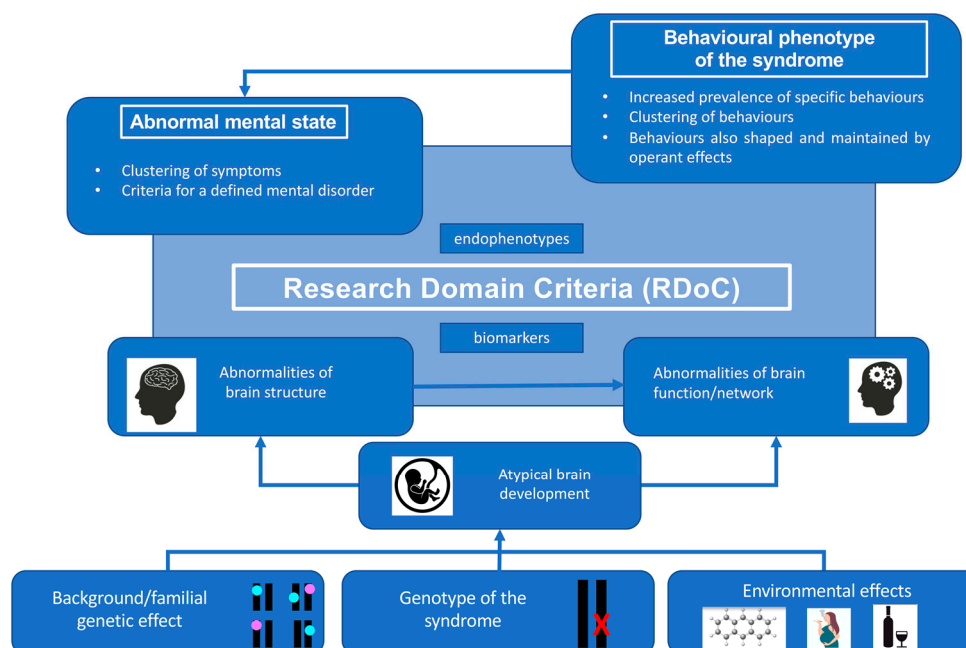 Behavioural phenotype
of the syndrome
• Increased prevalence of specific behaviours
• Clustering of behaviours
• Behaviours also shaped and maintained by
operant effects
Abnormal mental state
• Clustering of symptoms
• Criteria for a defined mental disorder
endophenotypes
Research Domain Criteria (RDoC)
biomarkers
Abnormalities of
brain structure
Abnormalities of brain
function/network
Atypical brain
development
Background/familial
genetic effect
Genotype of the
syndrome
Environmental effects